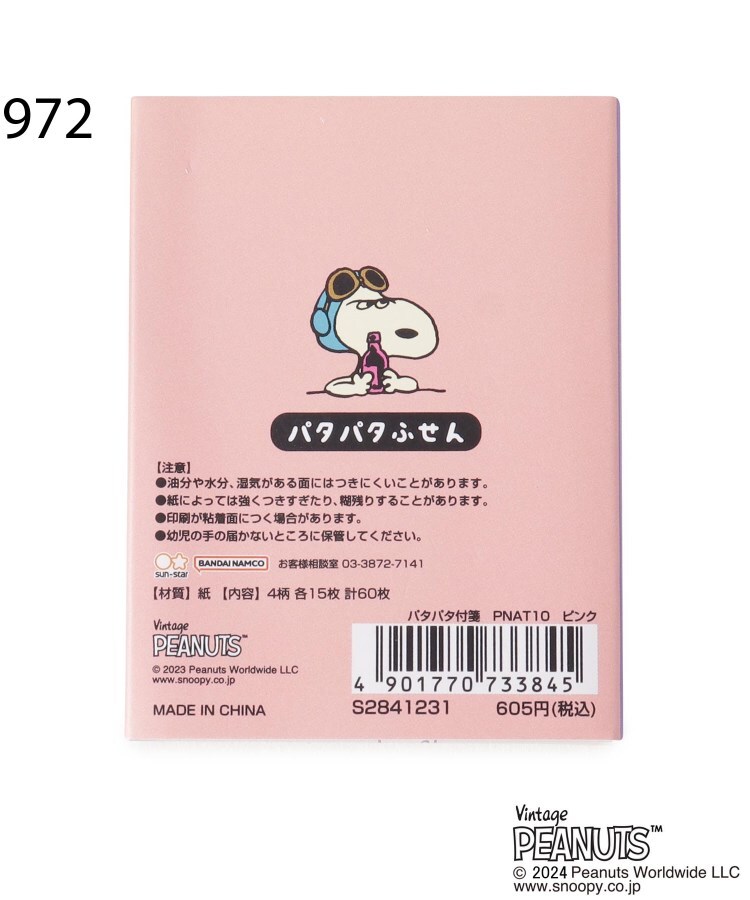 972
パタパタふせん
【注意】
●油分や水分、湿気がある面にはつきにくいことがあります。
●紙によっては強くつきすぎたり、糊残りすることがあります。
●印刷が粘着面につく場合があります。
●幼児の手の届かないところに保管してください。
sun-star BANDAI NAMCO お客様相談室 03-3872-7141
【材質】紙 【内容】4柄 各15枚 計60枚
パタパタ付箋 PNAT10 ピンク
Vintage
PEANUTS™
© 2023 Peanuts Worldwide LLC
www.snoopy.co.jp
4 901770 733845
MADE IN CHINA
S2841231 605円(税込)
Vintage
PEANUTS™
© 2024 Peanuts Worldwide LLC
www.snoopy.co.jp